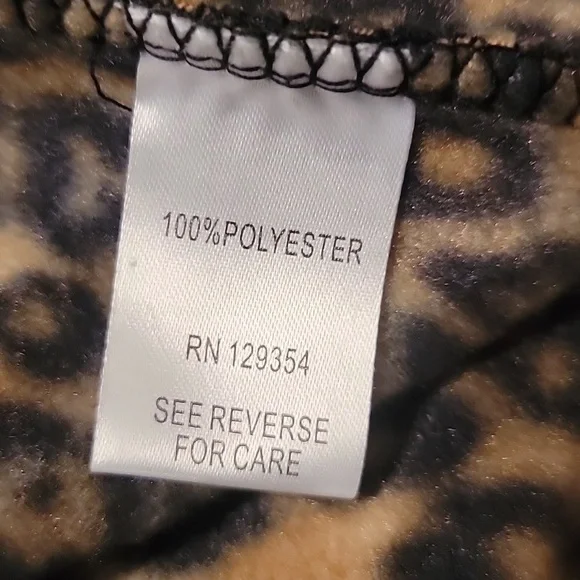 100%POLYESTER
RN 129354
SEE REVERSE
FOR CARE